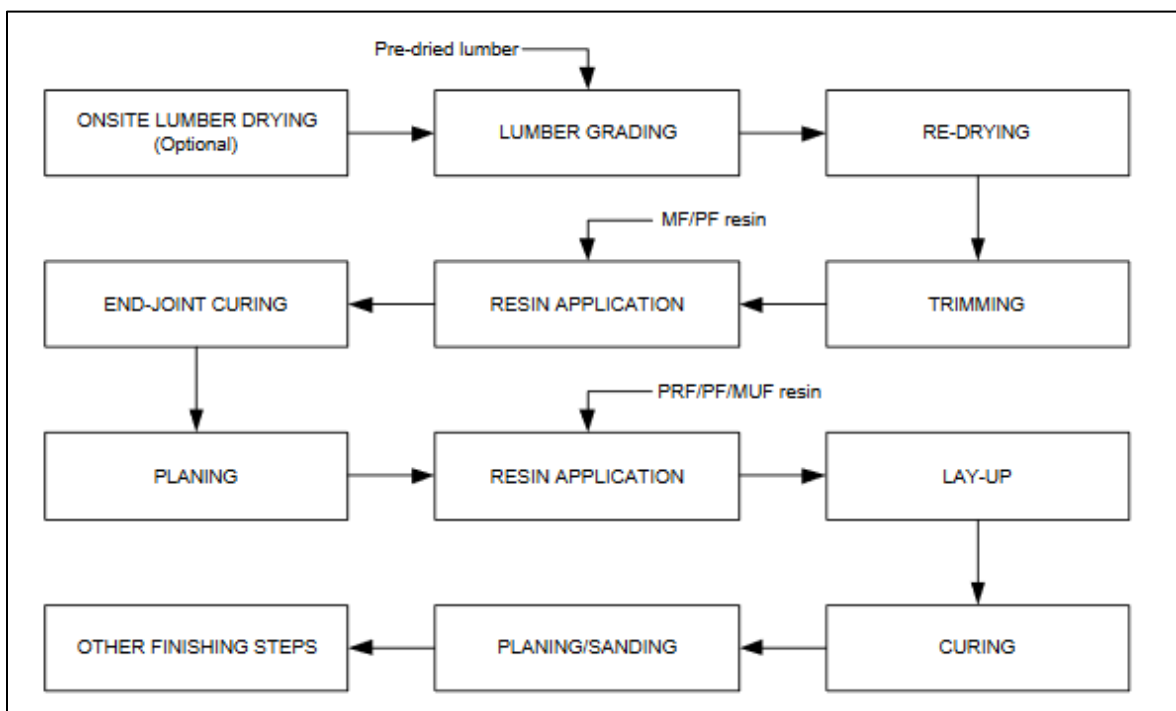 Pre-dried lumber
ONSITE LUMBER DRYING
(Optional)
LUMBER GRADING
RE-DRYING
MF/PF resin
END-JOINT CURING
RESIN APPLICATION
TRIMMING
PRF/PF/MUF resin
PLANING
RESIN APPLICATION
LAY-UP
OTHER FINISHING STEPS
PLANING/SANDING
CURING